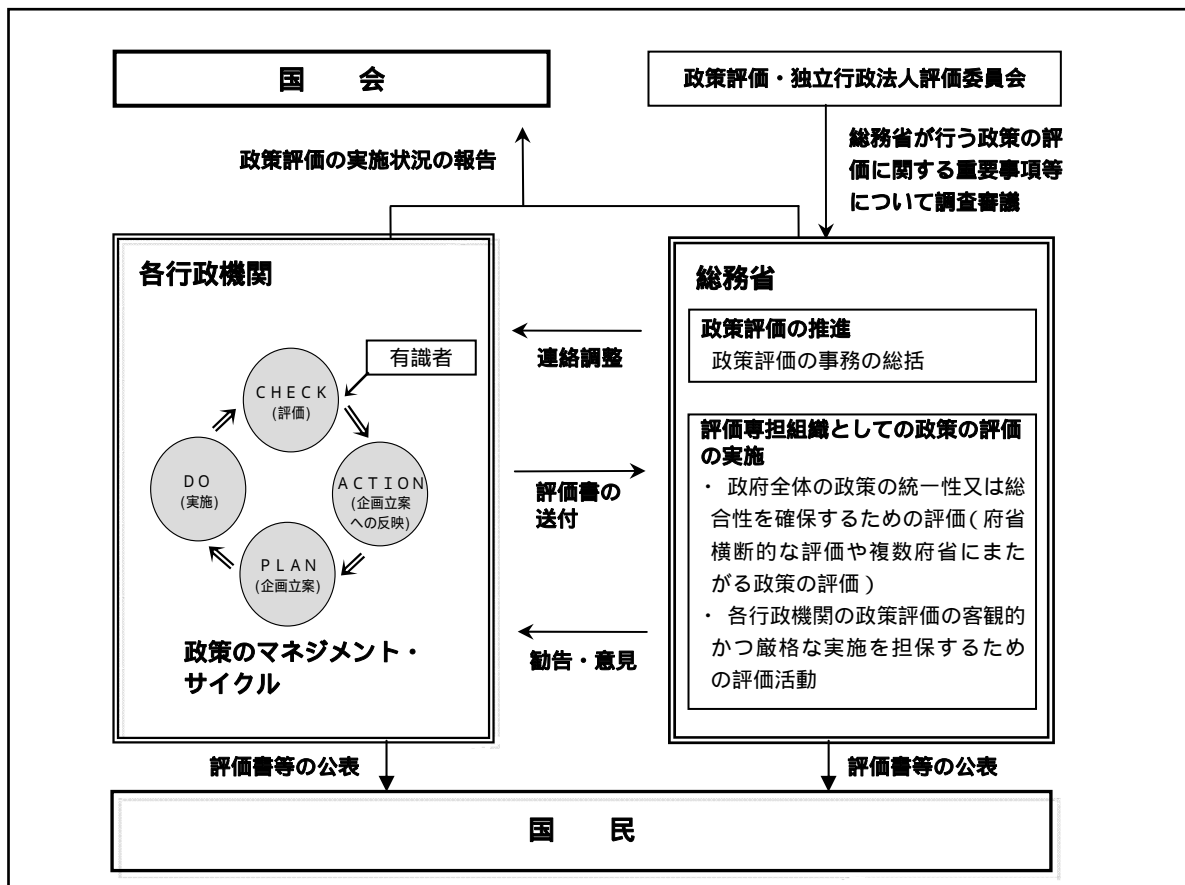 国　　会
政策評価・独立行政法人評価委員会
政策評価の実施状況の報告
総務省が行う政策の評
価に関する重要事項等
について調査審議
各行政機関
有識者
ＣＨＥＣＫ
(評価)
ＤＯ
(実施)
ＡＣＴＩＯＮ
(企画立案
への反映)
ＰＬＡＮ
(企画立案)
政策のマネジメント・
サイクル
連絡調整
評価書の
送付
勧告・意見
総務省
政策評価の推進
政策評価の事務の総括
評価専担組織としての政策の評価
の実施
・ 政府全体の政策の統一性又は総
合性を確保するための評価（府省
横断的な評価や複数府省にまた
がる政策の評価）
・ 各行政機関の政策評価の客観的
かつ厳格な実施を担保するため
の評価活動
評価書等の公表
評価書等の公表
国　　民